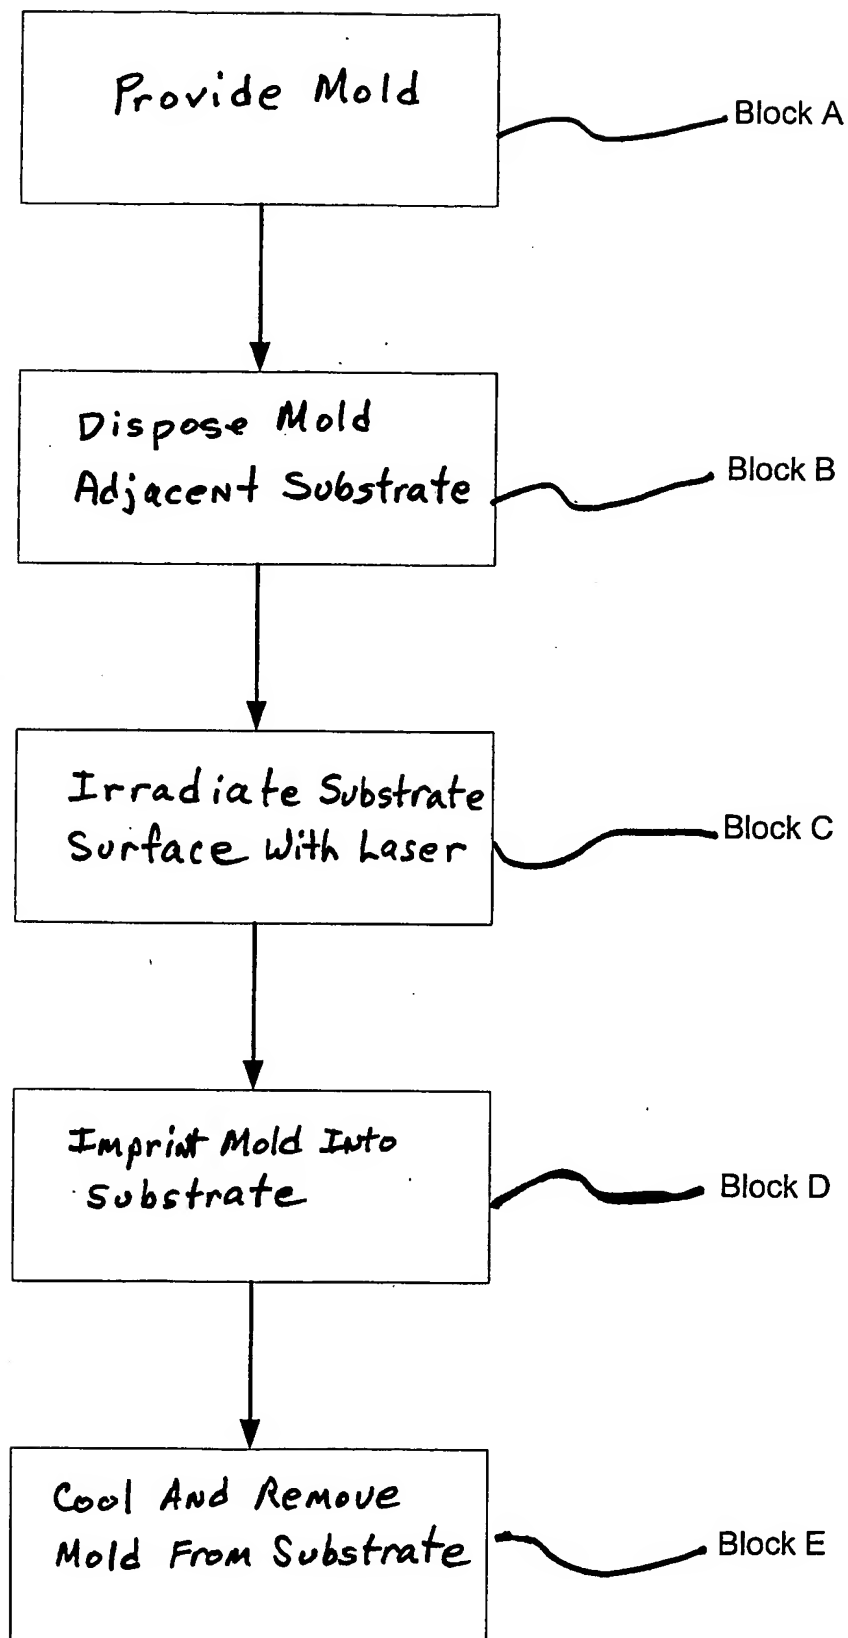 Provide Mold
Block A
Dispose Mold
Adjacent Substrate
Block B
Irradiate Substrate
Surface With Laser
Block C
Imprint Mold Into
Substrate
Block D
Cool And Remove
Mold From Substrate
Block E